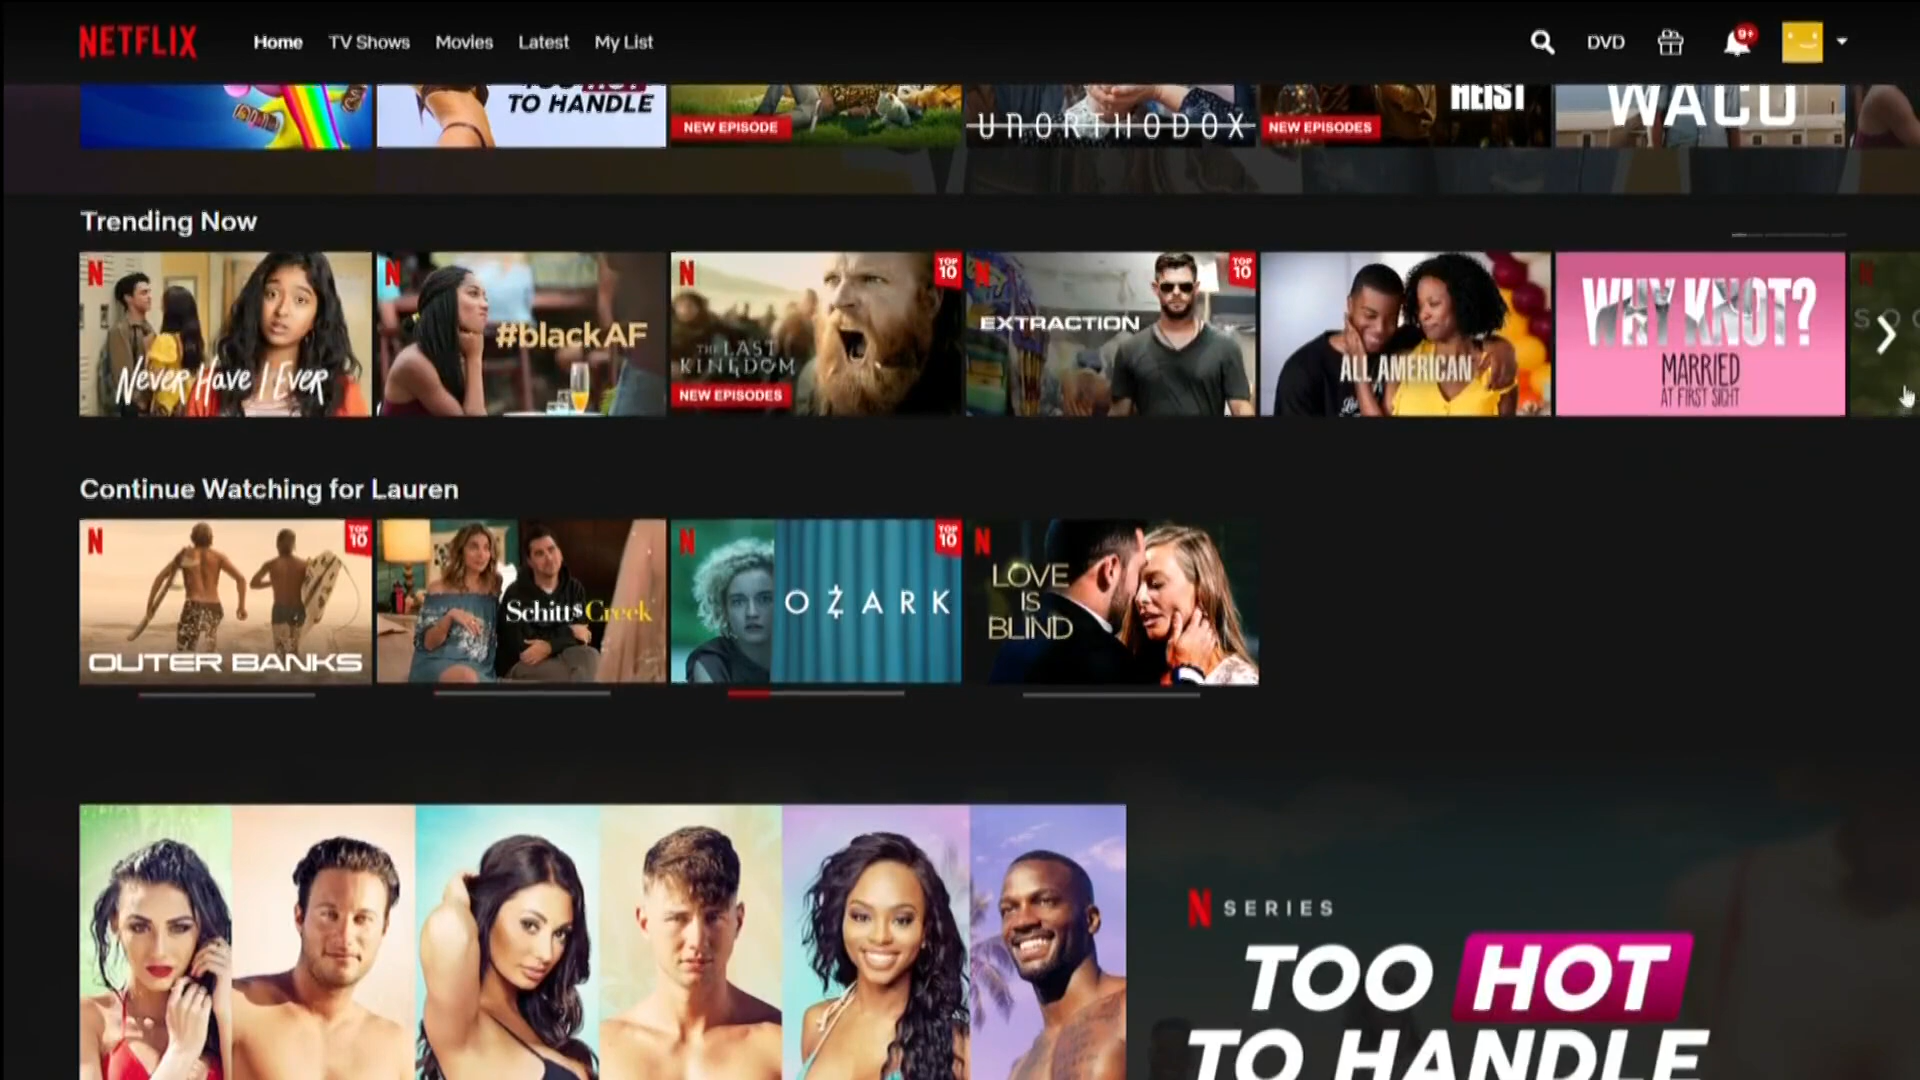 NETFLIX Home TV Shows Movies Latest My List DVD 9+
TO HANDLE
NEW EPISODE
UNORTHODOX
NEW EPISODES
HEIST
WACO
Trending Now
N
Never Have I Ever
N
#blackAF
N
TOP 10
THE LAST KINGDOM
NEW EPISODES
N
TOP 10
EXTRACTION
ALL AMERICAN
WHY KNOT?
MARRIED
AT FIRST SIGHT
N
Continue Watching for Lauren
N
TOP 10
OUTER BANKS
Schitt$ Creek
N
TOP 10
OZARK
N
LOVE
IS
BLIND
N SERIES
TOO HOT
TO HANDLE